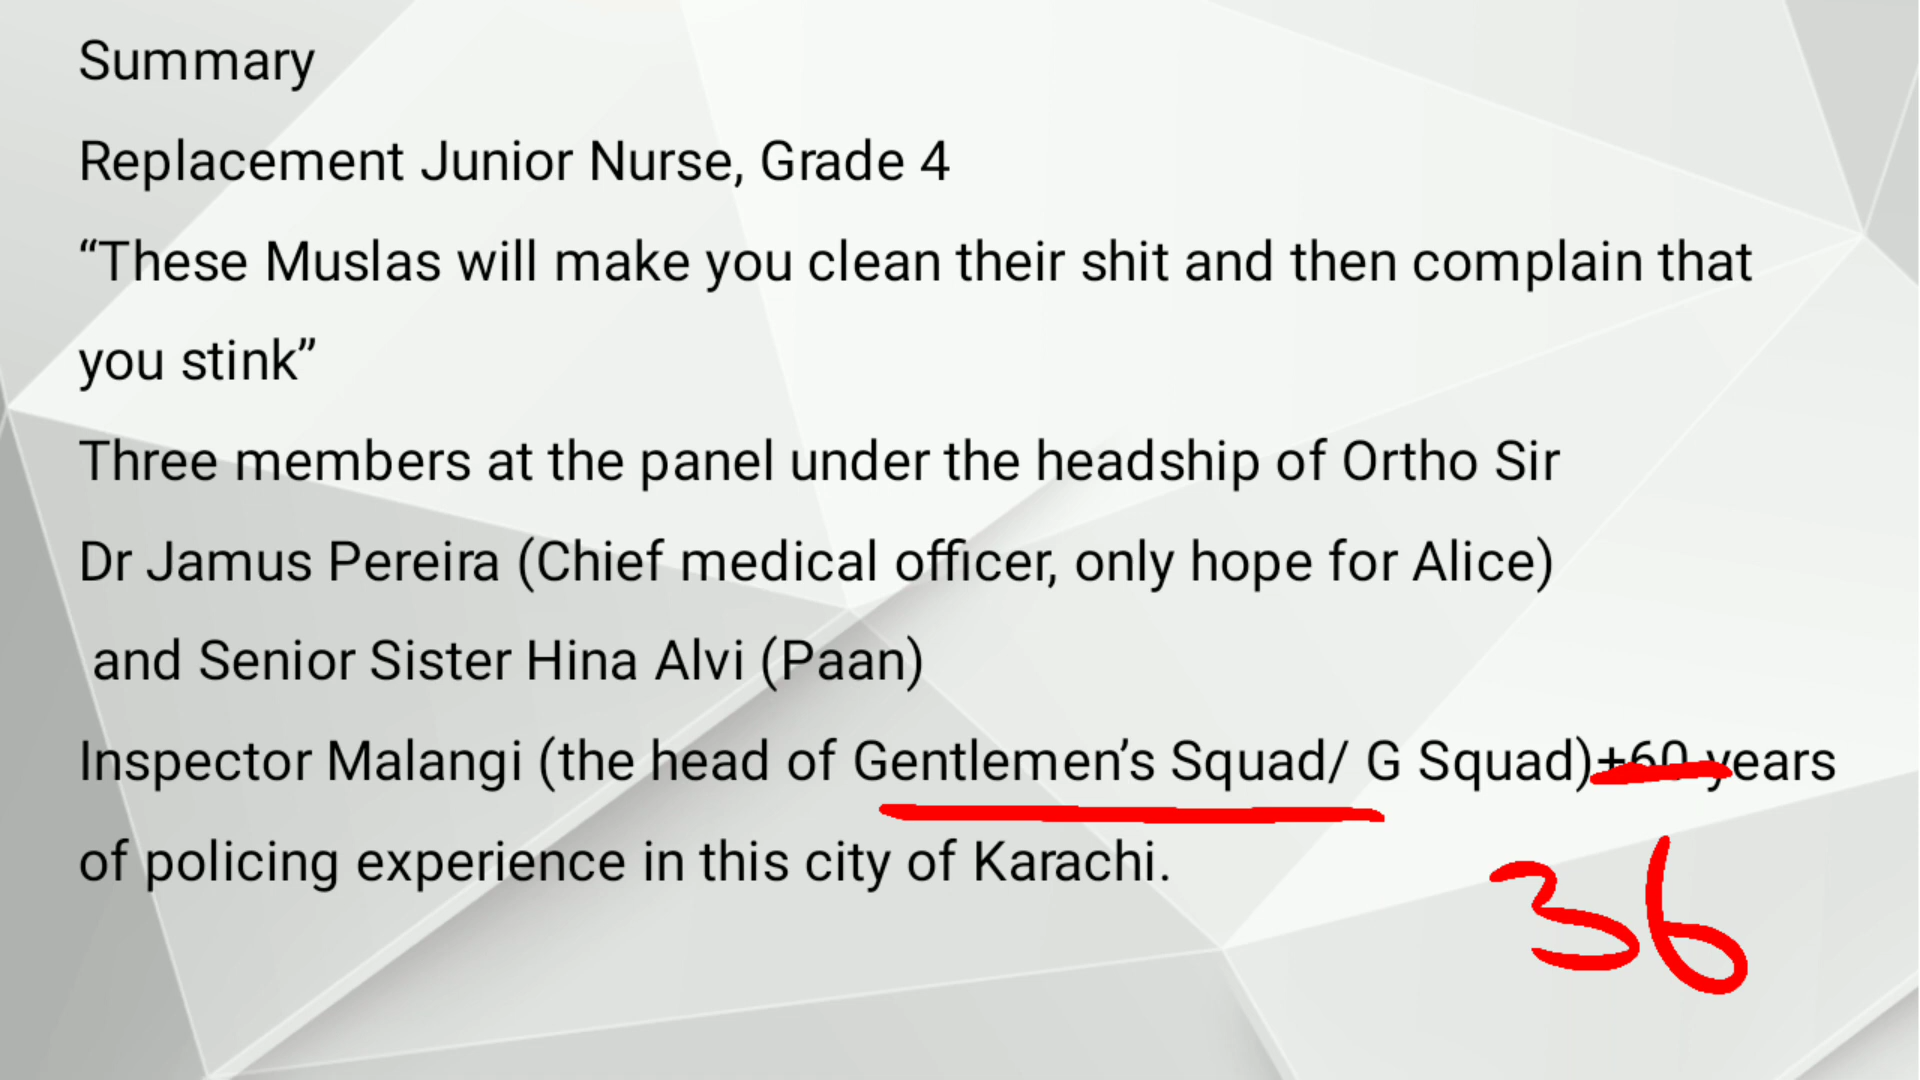 Summary
Replacement Junior Nurse, Grade 4
“These Muslas will make you clean their shit and then complain that
you stink”
Three members at the panel under the headship of Ortho Sir
Dr Jamus Pereira (Chief medical officer, only hope for Alice)
and Senior Sister Hina Alvi (Paan)
Inspector Malangi (the head of Gentlemen’s Squad/ G Squad)+60 years
of policing experience in this city of Karachi.
36